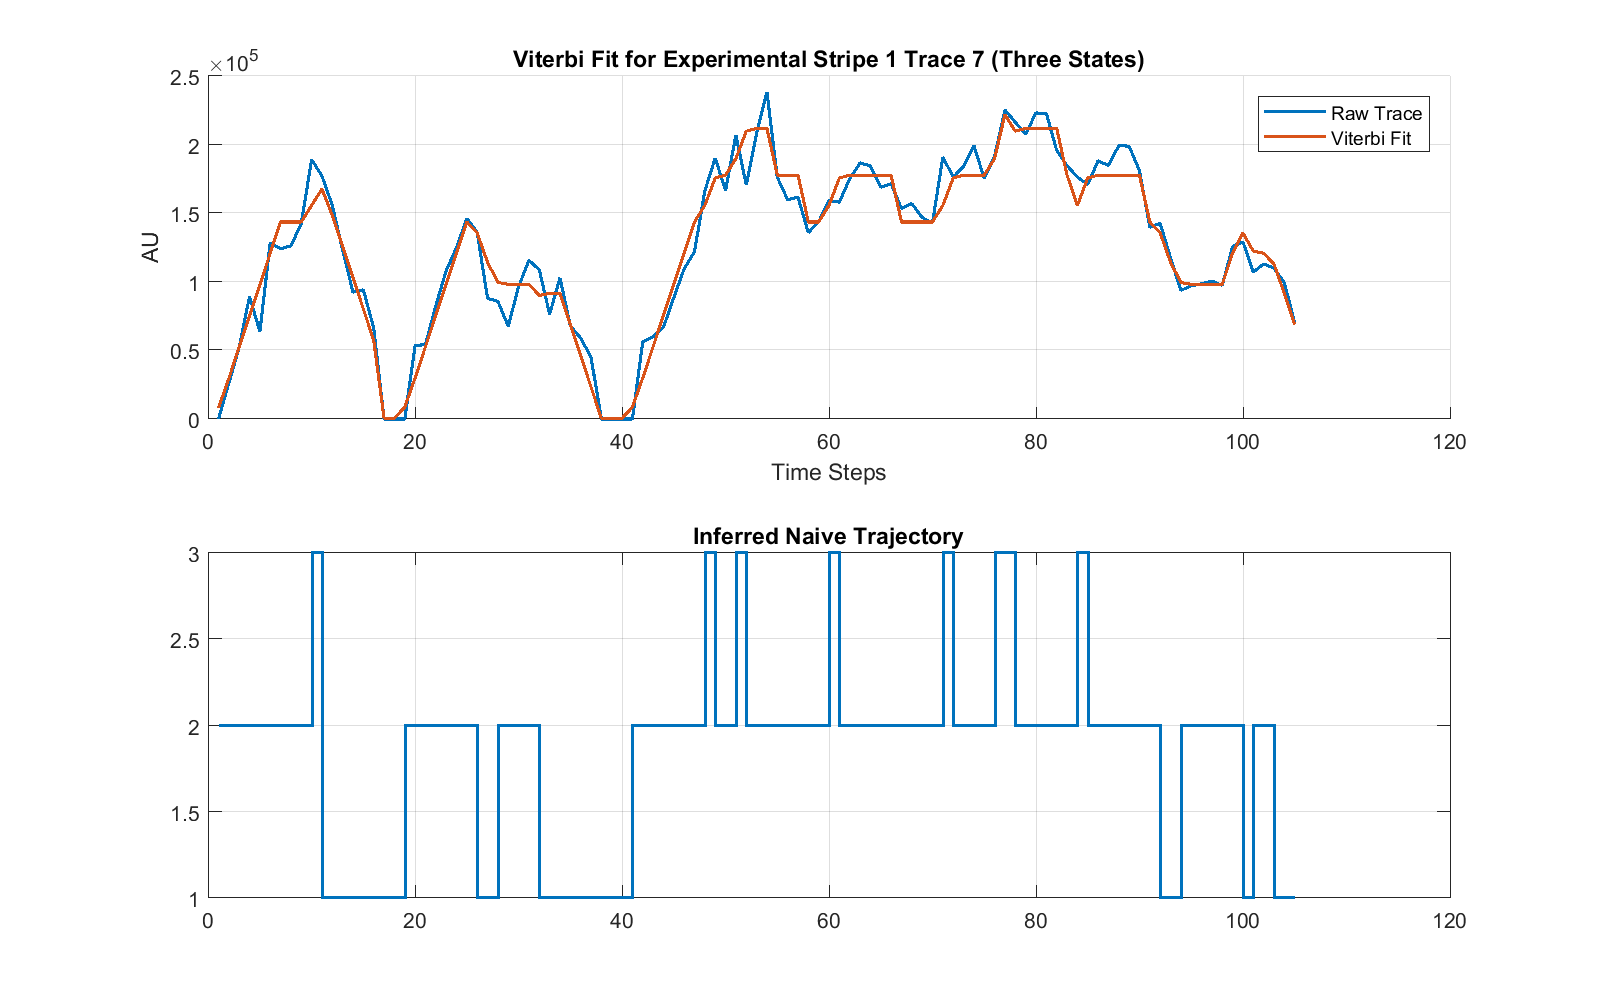 Viterbi Fit for Experimental Stripe 1 Trace 7 (Three States)
×10^5
2.5
2
1.5
1
0.5
0
AU
0 20 40 60 80 100 120
Time Steps
Raw Trace
Viterbi Fit
Inferred Naive Trajectory
3
2.5
2
1.5
1
0 20 40 60 80 100 120